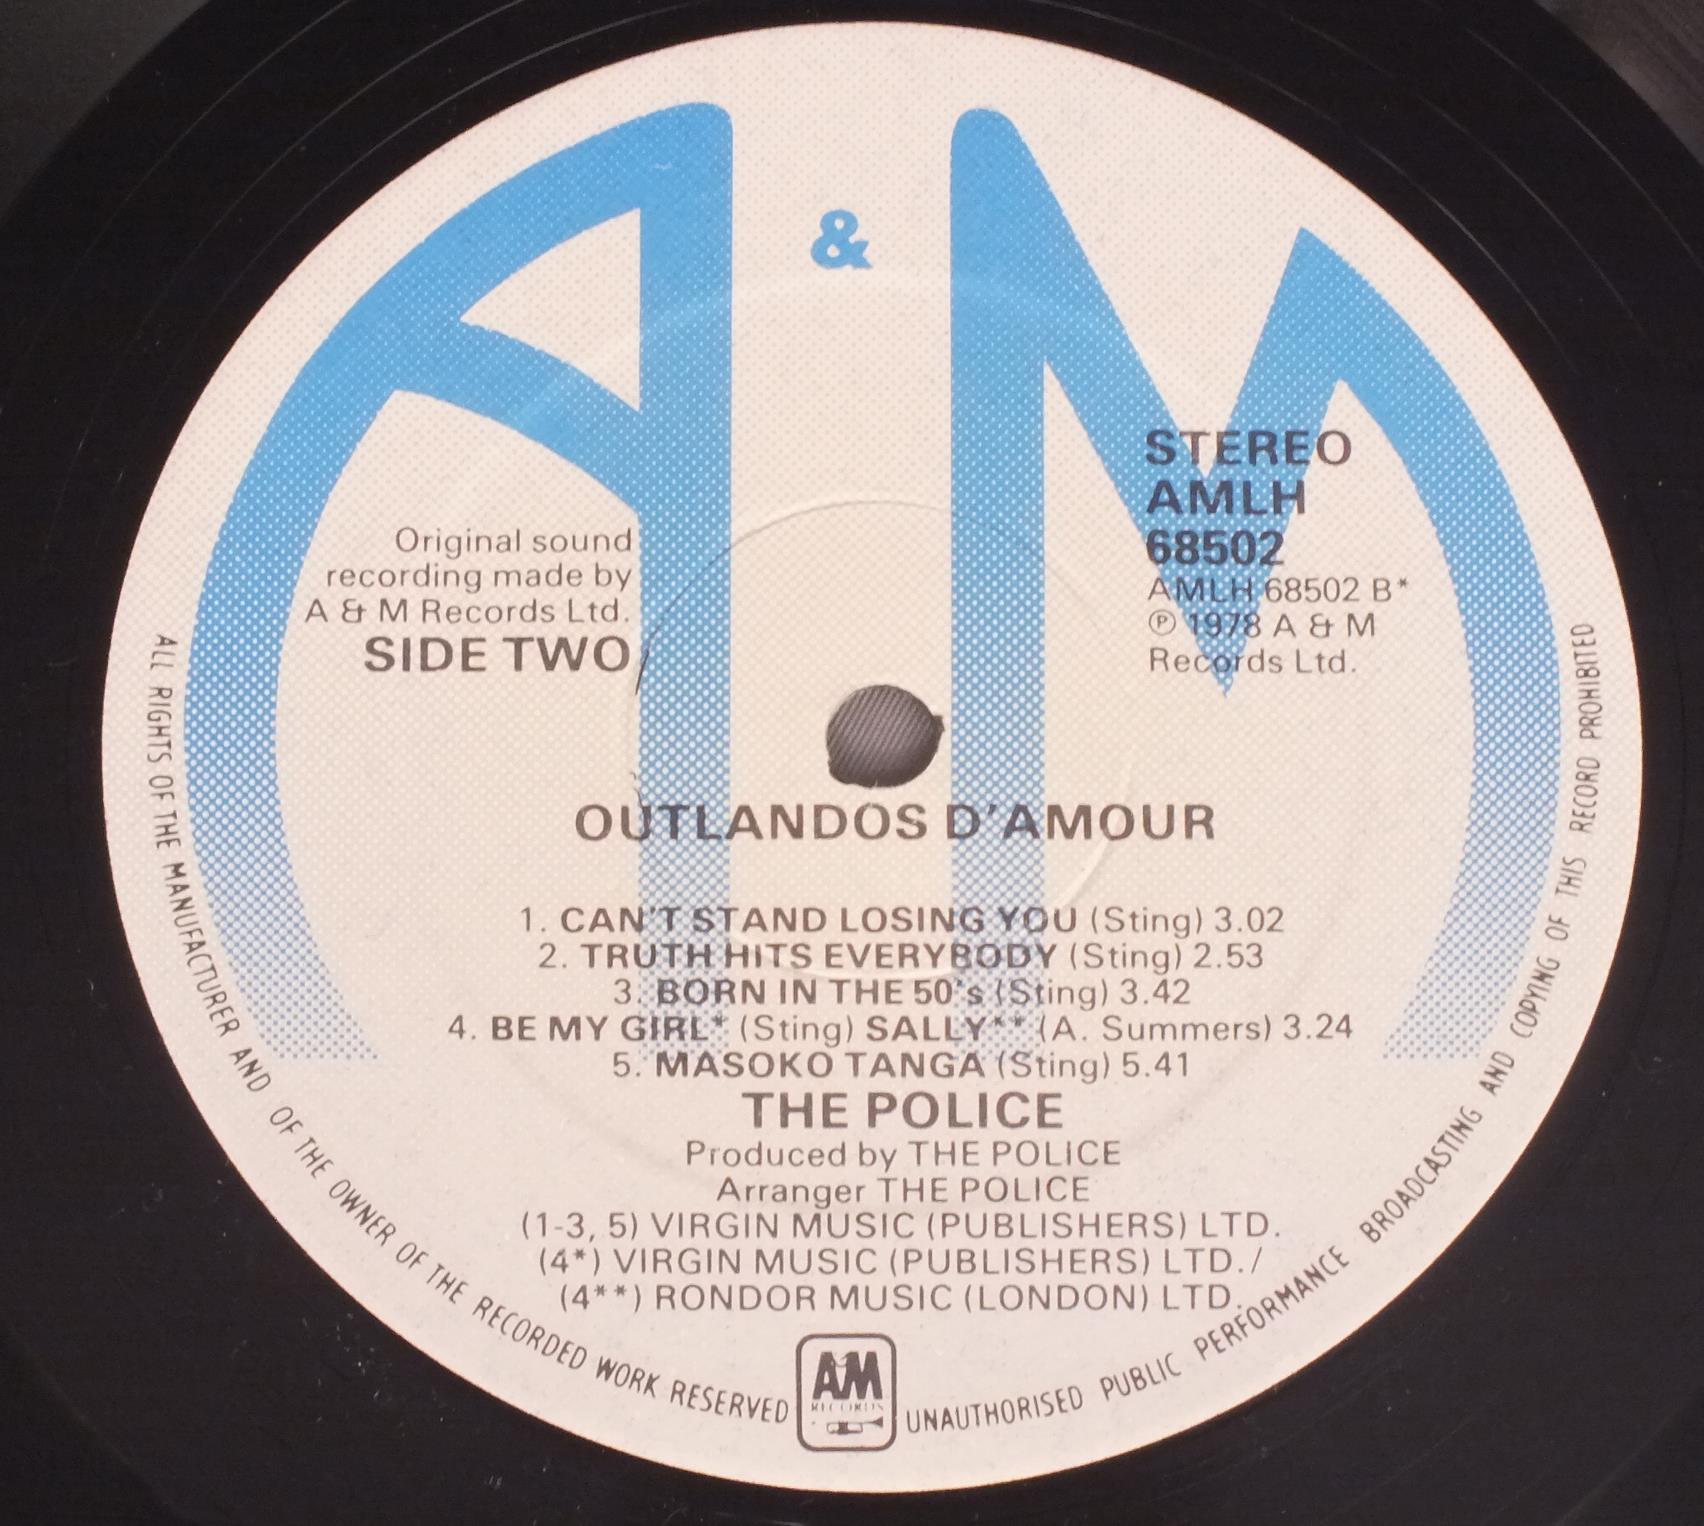 A & M
STEREO
AMLH
68502
AMLH 68502 B*
Ⓟ 1978 A & M
Records Ltd.
Original sound
recording made by
A & M Records Ltd.
SIDE TWO
OUTLANDOS D'AMOUR
1. CAN'T STAND LOSING YOU (Sting) 3.02
2. TRUTH HITS EVERYBODY (Sting) 2.53
3. BORN IN THE 50's (Sting) 3.42
4. BE MY GIRL* (Sting) SALLY** (A. Summers) 3.24
5. MASOKO TANGA (Sting) 5.41
THE POLICE
Produced by THE POLICE
Arranger THE POLICE
(1-3, 5) VIRGIN MUSIC (PUBLISHERS) LTD.
(4*) VIRGIN MUSIC (PUBLISHERS) LTD./
(4**) RONDOR MUSIC (LONDON) LTD.
AM
RECORDS
ALL RIGHTS OF THE MANUFACTURER AND OF THE OWNER OF THE RECORDED WORK RESERVED
UNAUTHORISED PUBLIC PERFORMANCE BROADCASTING AND COPYING OF THIS RECORD PROHIBITED